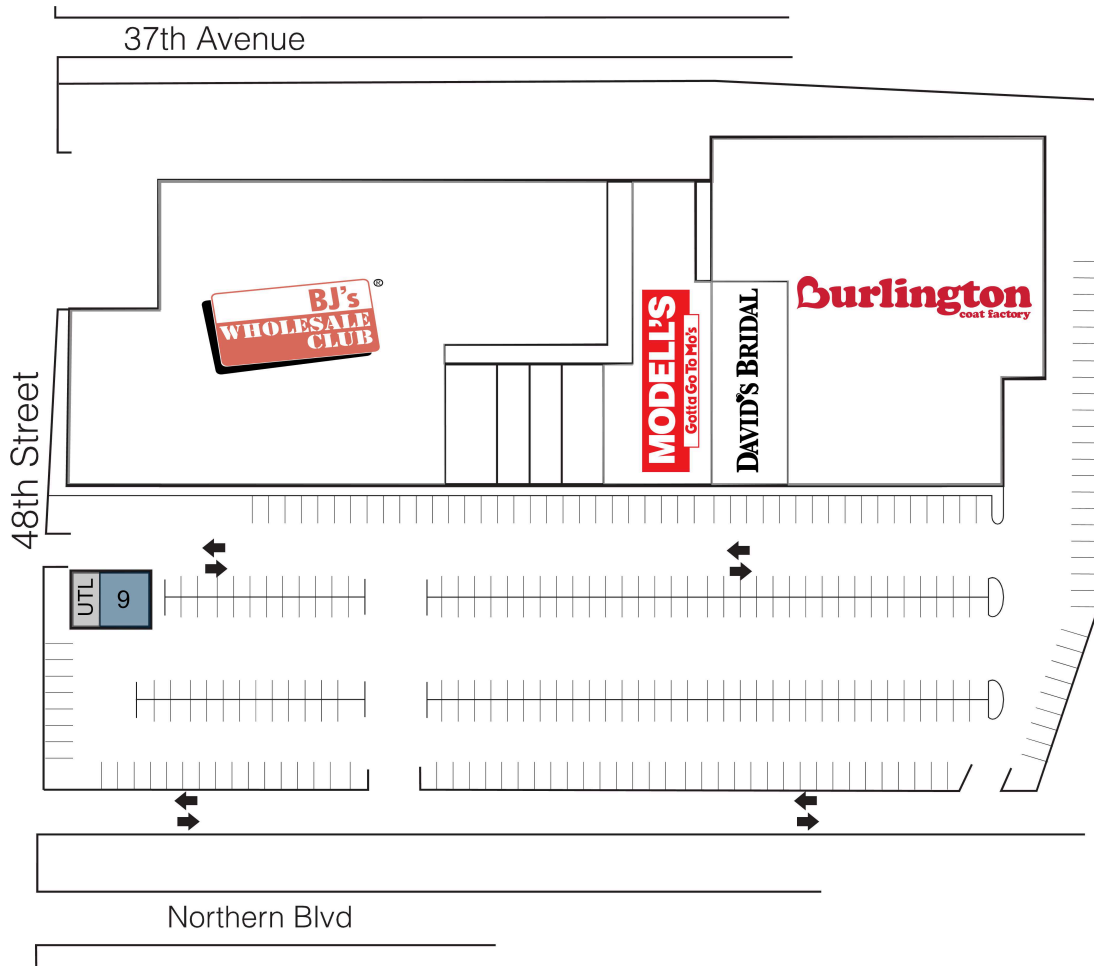 37th Avenue
BJ's
®
WHOLESALE
CLUB
MODELL'S
Gotta Go To Mo's
DAVID'S BRIDAL
Burlington
coat factory
48th Street
UTL
9
Northern Blvd